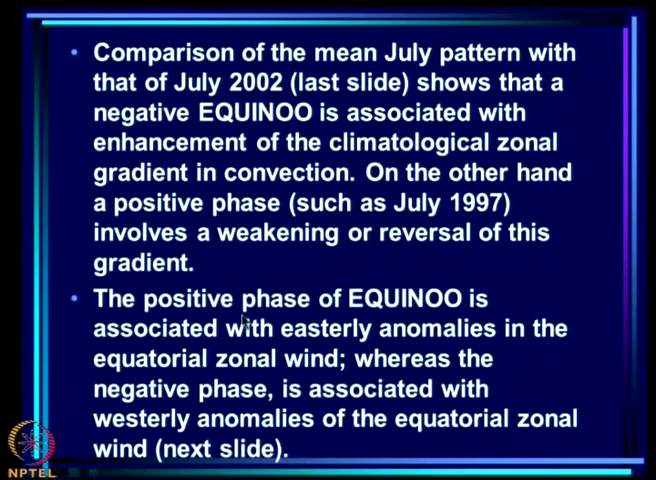 • Comparison of the mean July pattern with
that of July 2002 (last slide) shows that a
negative EQUINOO is associated with
enhancement of the climatological zonal
gradient in convection. On the other hand
a positive phase (such as July 1997)
involves a weakening or reversal of this
gradient.
• The positive phase of EQUINOO is
associated with easterly anomalies in the
equatorial zonal wind; whereas the
negative phase, is associated with
westerly anomalies of the equatorial zonal
wind (next slide).
NPTEL